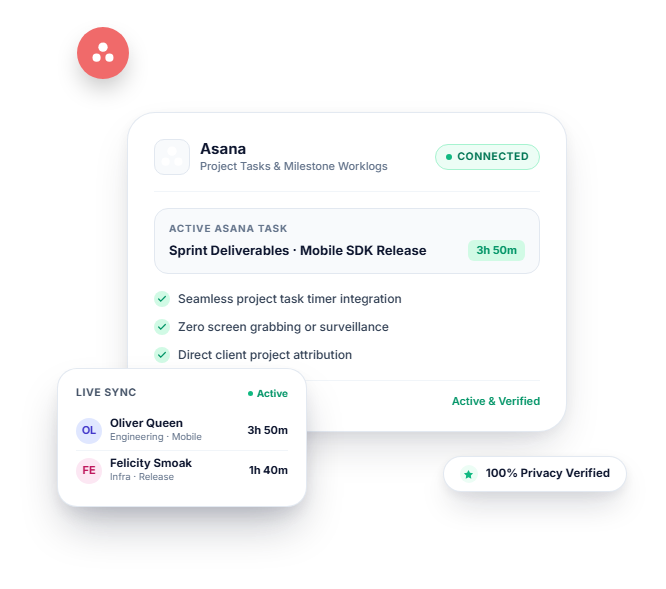 Asana
Project Tasks & Milestone Worklogs
CONNECTED
ACTIVE ASANA TASK
Sprint Deliverables · Mobile SDK Release
3h 50m
Seamless project task timer integration
Zero screen grabbing or surveillance
Direct client project attribution
Active & Verified
LIVE SYNC
Active
OL
Oliver Queen
Engineering · Mobile
3h 50m
FE
Felicity Smoak
Infra · Release
1h 40m
100% Privacy Verified